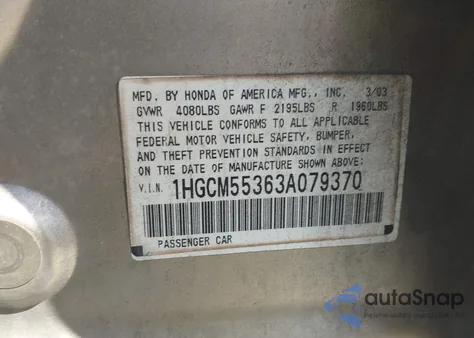 MFD. BY HONDA OF AMERICA MFG., INC. 3/03
GVWR 4080LBS GAWR F 2195LBS R 1960LBS
THIS VEHICLE CONFORMS TO ALL APPLICABLE
FEDERAL MOTOR VEHICLE SAFETY, BUMPER,
AND THEFT PREVENTION STANDARDS IN EFFECT
ON THE DATE OF MANUFACTURE SHOWN ABOVE.
V.I.N. 1HGCM55363A079370
PASSENGER CAR
autoSnap